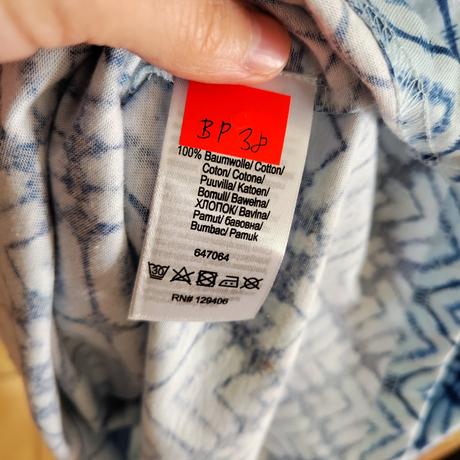 BP 38
100% Baumwolle/Cotton/
Coton/Cotone/
Puuvilla/Katoen/
Bomull/Bawełna/
ХЛОПОК/Bavlna/
Pamut/бавовна/
Bumbac/Pamuk
647064
30
RN# 129406